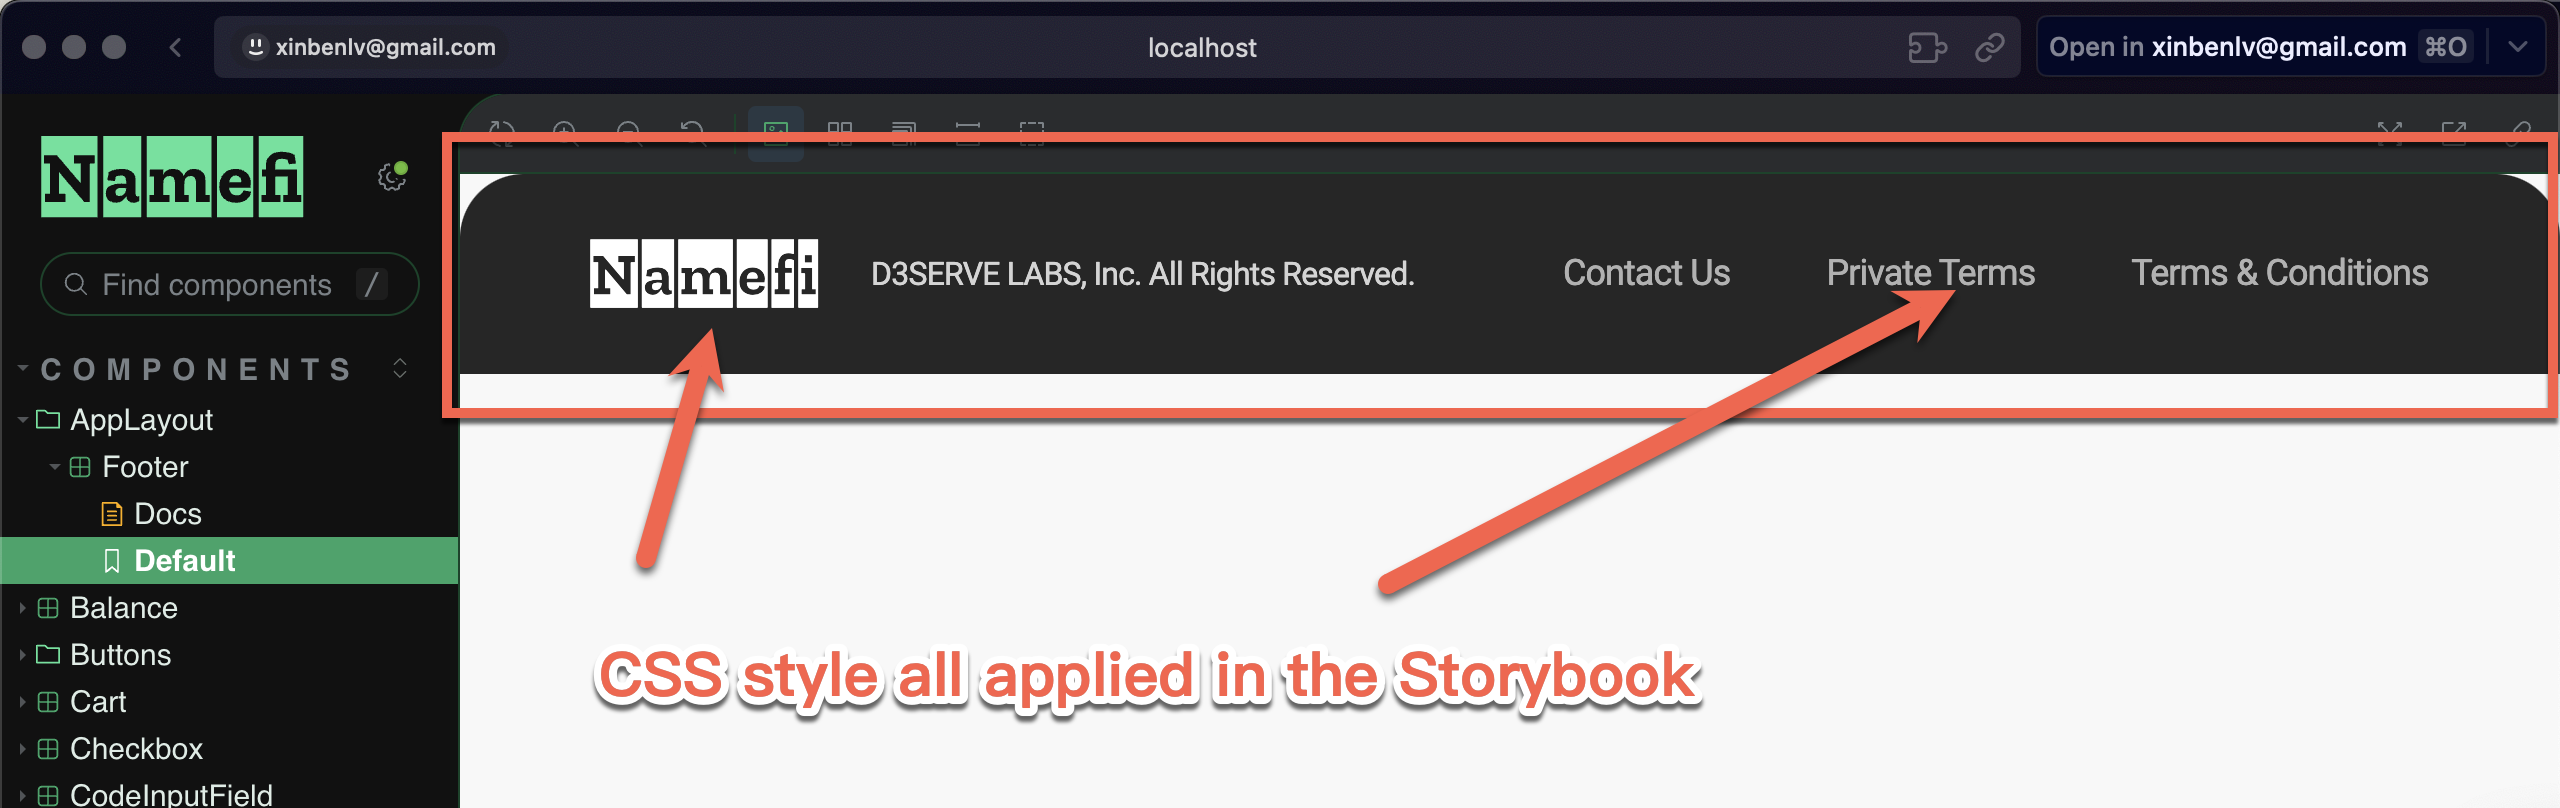 xinbenlv@gmail.com
localhost
Open in xinbenlv@gmail.com ⌘O
Namefi
Find components /
COMPONENTS
AppLayout
Footer
Docs
Default
Balance
Buttons
Cart
Checkbox
CodeInputField
Namefi
D3SERVE LABS, Inc. All Rights Reserved.
Contact Us
Private Terms
Terms & Conditions
CSS style all applied in the Storybook